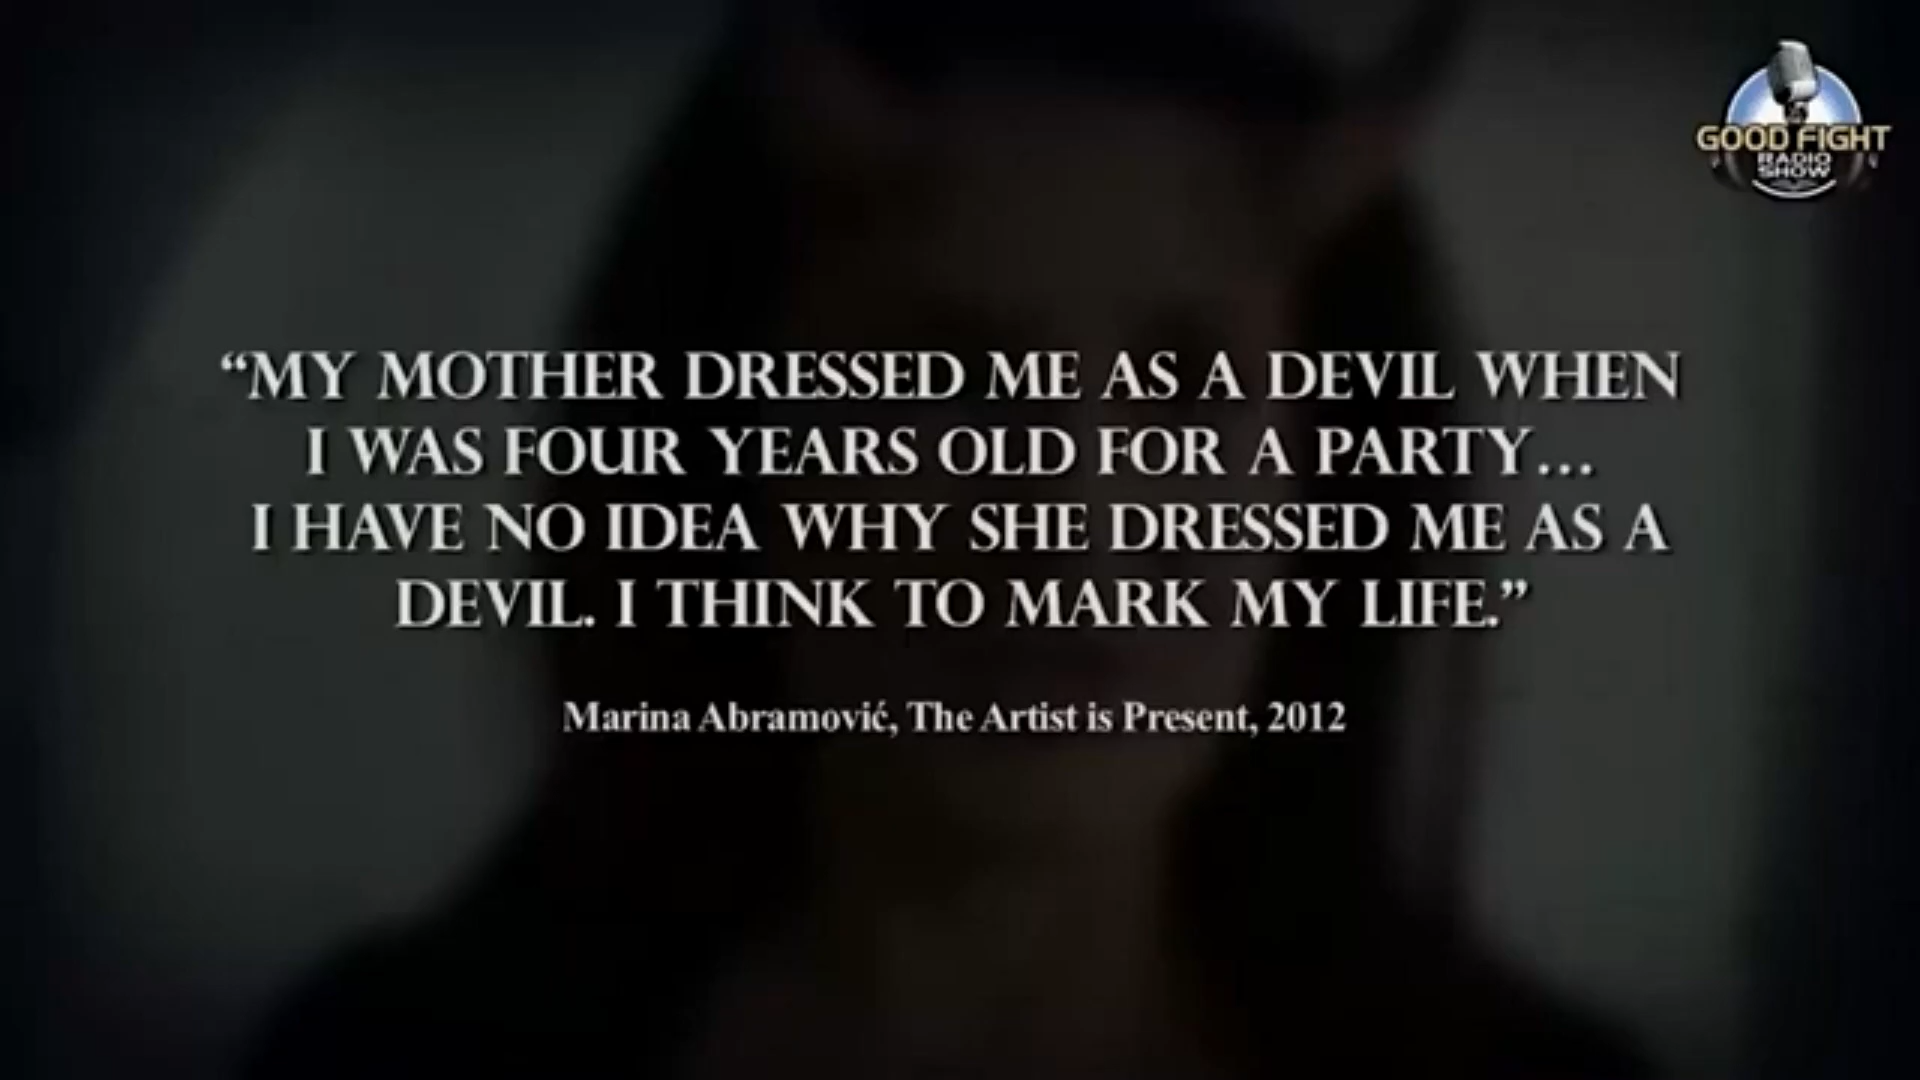 GOOD FIGHT
RADIO
SHOW
“MY MOTHER DRESSED ME AS A DEVIL WHEN
I WAS FOUR YEARS OLD FOR A PARTY...
I HAVE NO IDEA WHY SHE DRESSED ME AS A
DEVIL. I THINK TO MARK MY LIFE.”
Marina Abramović, The Artist is Present, 2012